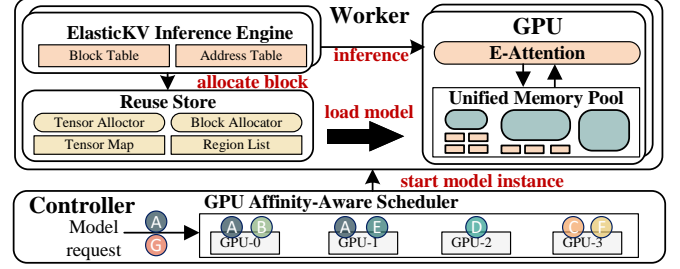 Worker
ElasticKV Inference Engine
Block Table
Address Table
inference
GPU
E-Attention
allocate block
Reuse Store
Tensor Alloctor
Block Allocator
Tensor Map
Region List
load model
Unified Memory Pool
start model instance
Controller
GPU Affinity-Aware Scheduler
Model
request
A
G
A
B
GPU-0
A
E
GPU-1
D
GPU-2
C
F
GPU-3